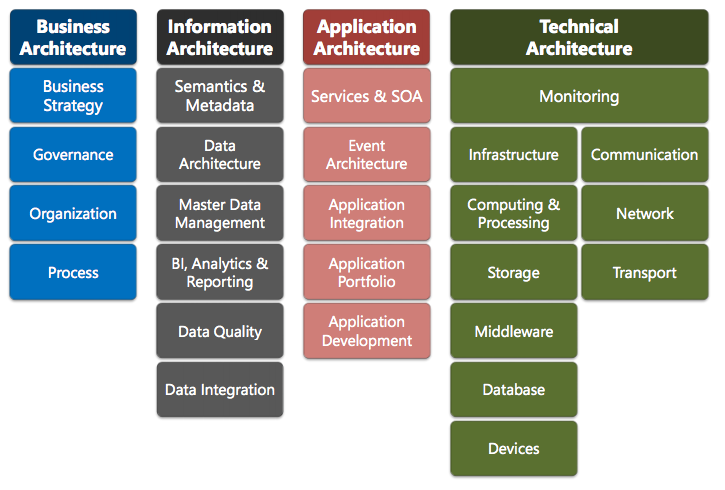 Business
Architecture
Business
Strategy
Governance
Organization
Process
Information
Architecture
Semantics &
Metadata
Data
Architecture
Master Data
Management
BI, Analytics &
Reporting
Data Quality
Data Integration
Application
Architecture
Services & SOA
Event
Architecture
Application
Integration
Application
Portfolio
Application
Development
Technical
Architecture
Monitoring
Infrastructure
Computing &
Processing
Storage
Middleware
Database
Devices
Communication
Network
Transport